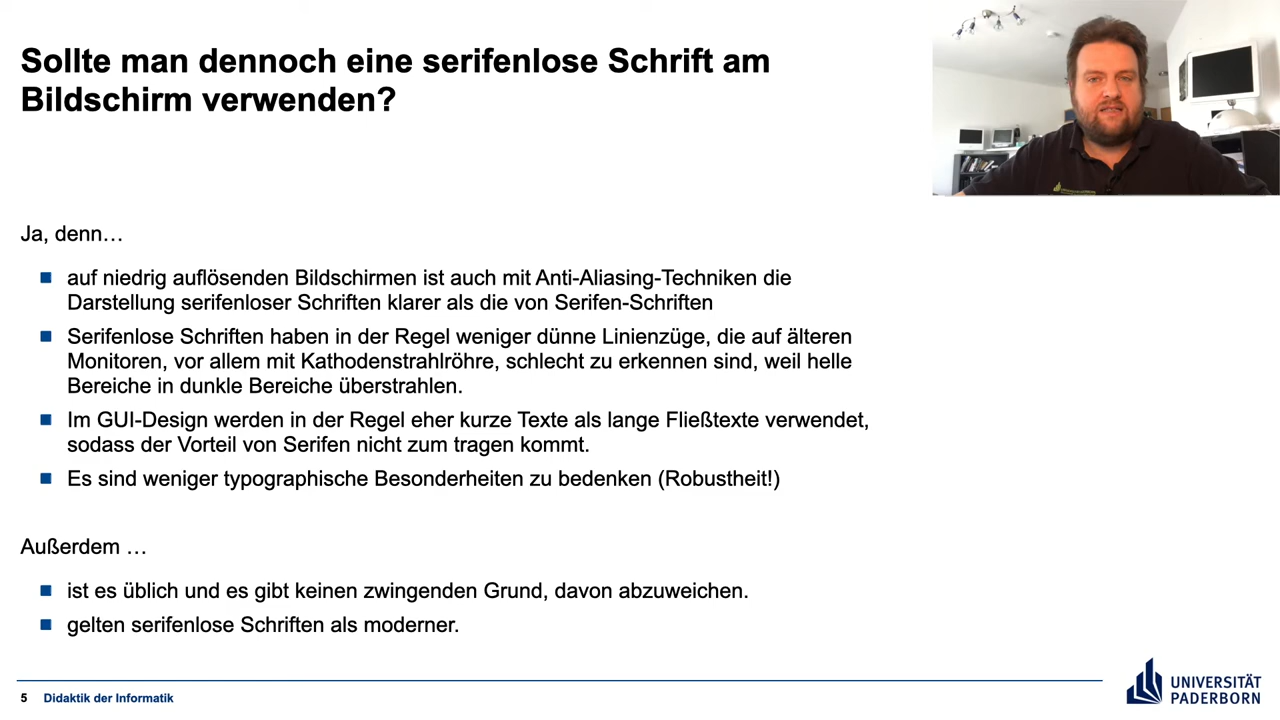 Sollte man dennoch eine serifenlose Schrift am
Bildschirm verwenden?
Ja, denn…
auf niedrig auflösenden Bildschirmen ist auch mit Anti-Aliasing-Techniken die
Darstellung serifenloser Schriften klarer als die von Serifen-Schriften
Serifenlose Schriften haben in der Regel weniger dünne Linienzüge, die auf älteren
Monitoren, vor allem mit Kathodenstrahlröhre, schlecht zu erkennen sind, weil helle
Bereiche in dunkle Bereiche überstrahlen.
Im GUI-Design werden in der Regel eher kurze Texte als lange Fließtexte verwendet,
sodass der Vorteil von Serifen nicht zum tragen kommt.
Es sind weniger typographische Besonderheiten zu bedenken (Robustheit!)
Außerdem …
ist es üblich und es gibt keinen zwingenden Grund, davon abzuweichen.
gelten serifenlose Schriften als moderner.
5 Didaktik der Informatik
UNIVERSITÄT
PADERBORN